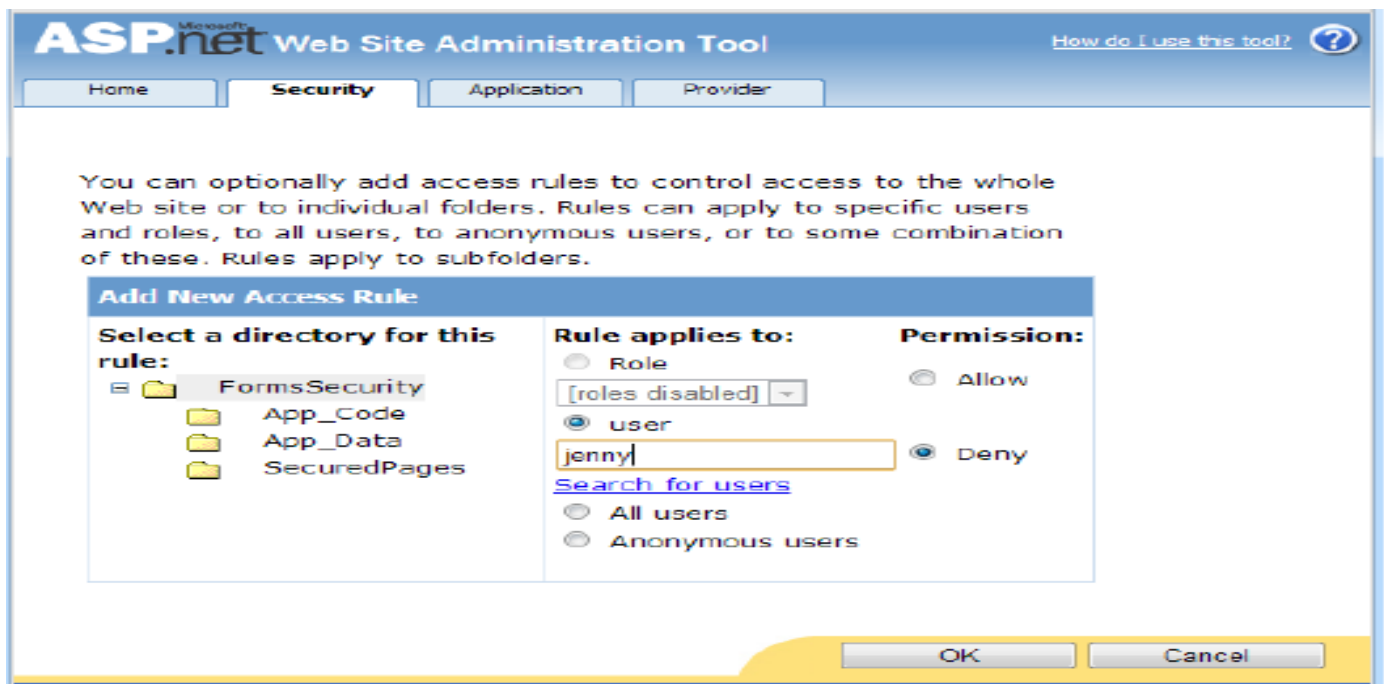 Microsoft
ASP.net Web Site Administration Tool
How do I use this tool? ?
Home Security Application Provider
You can optionally add access rules to control access to the whole
Web site or to individual folders. Rules can apply to specific users
and roles, to all users, to anonymous users, or to some combination
of these. Rules apply to subfolders.
Add New Access Rule
Select a directory for this
rule:
FormsSecurity
App_Code
App_Data
SecuredPages
Rule applies to:
Role
[roles disabled]
user
jenny
Search for users
All users
Anonymous users
Permission:
Allow
Deny
OK Cancel